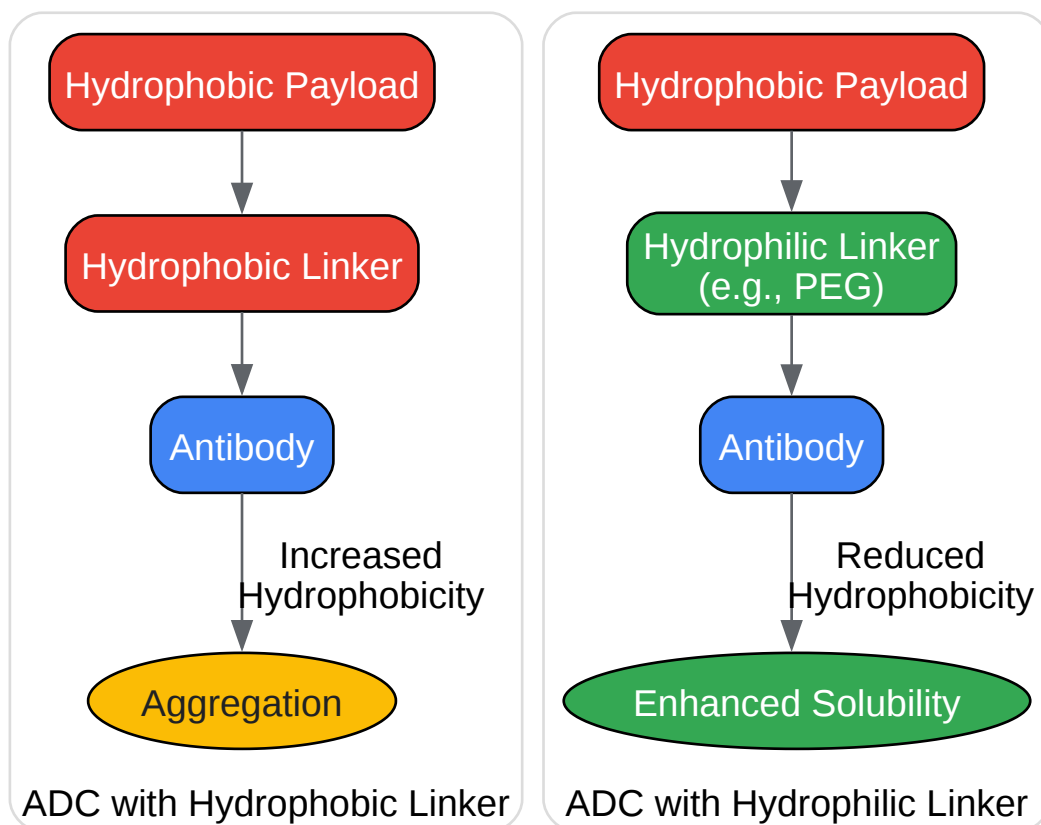 Hydrophobic Payload
Hydrophobic Linker
Antibody
Increased
Hydrophobicity
Aggregation
ADC with Hydrophobic Linker
Hydrophobic Payload
Hydrophilic Linker
(e.g., PEG)
Antibody
Reduced
Hydrophobicity
Enhanced Solubility
ADC with Hydrophilic Linker